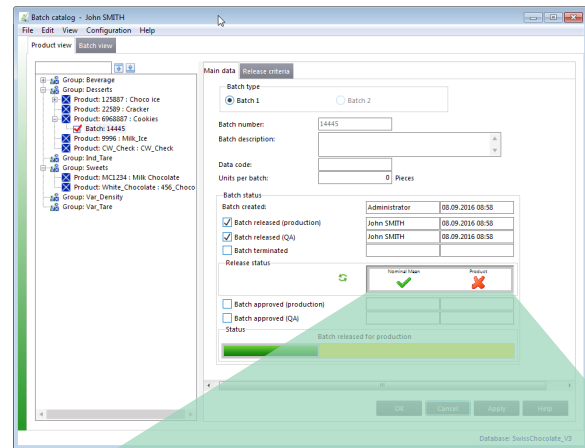 Batch catalog - John SMITH
File Edit View Configuration Help
Product view Batch view
Group: Beverage
Group: Desserts
Product: 125887 : Choco ice
Product: 22589 : Cracker
Product: 6968887 : Cookies
Batch: 14445
Product: 9996 : Milk_Ice
Product: CW_Check : CW_Check
Group: Ind_Tare
Group: Sweets
Product: MC1234 : Milk Chocolate
Product: White_Chocolate : 456_Choco
Group: Var_Density
Group: Var_Tare
Main data Release criteria
Batch type
Batch 1 Batch 2
Batch number: 14445
Batch description:
Data code:
Units per batch: 0 Pieces
Batch status
Batch created: Administrator 08.09.2016 08:58
Batch released (production) John SMITH 08.09.2016 08:58
Batch released (QA) John SMITH 08.09.2016 08:58
Batch terminated
Release status
Nominal Mean Product
Batch approved (production)
Batch approved (QA)
Status
Batch released for production
OK Cancel Apply Help
Database: SwissChocolate_V2